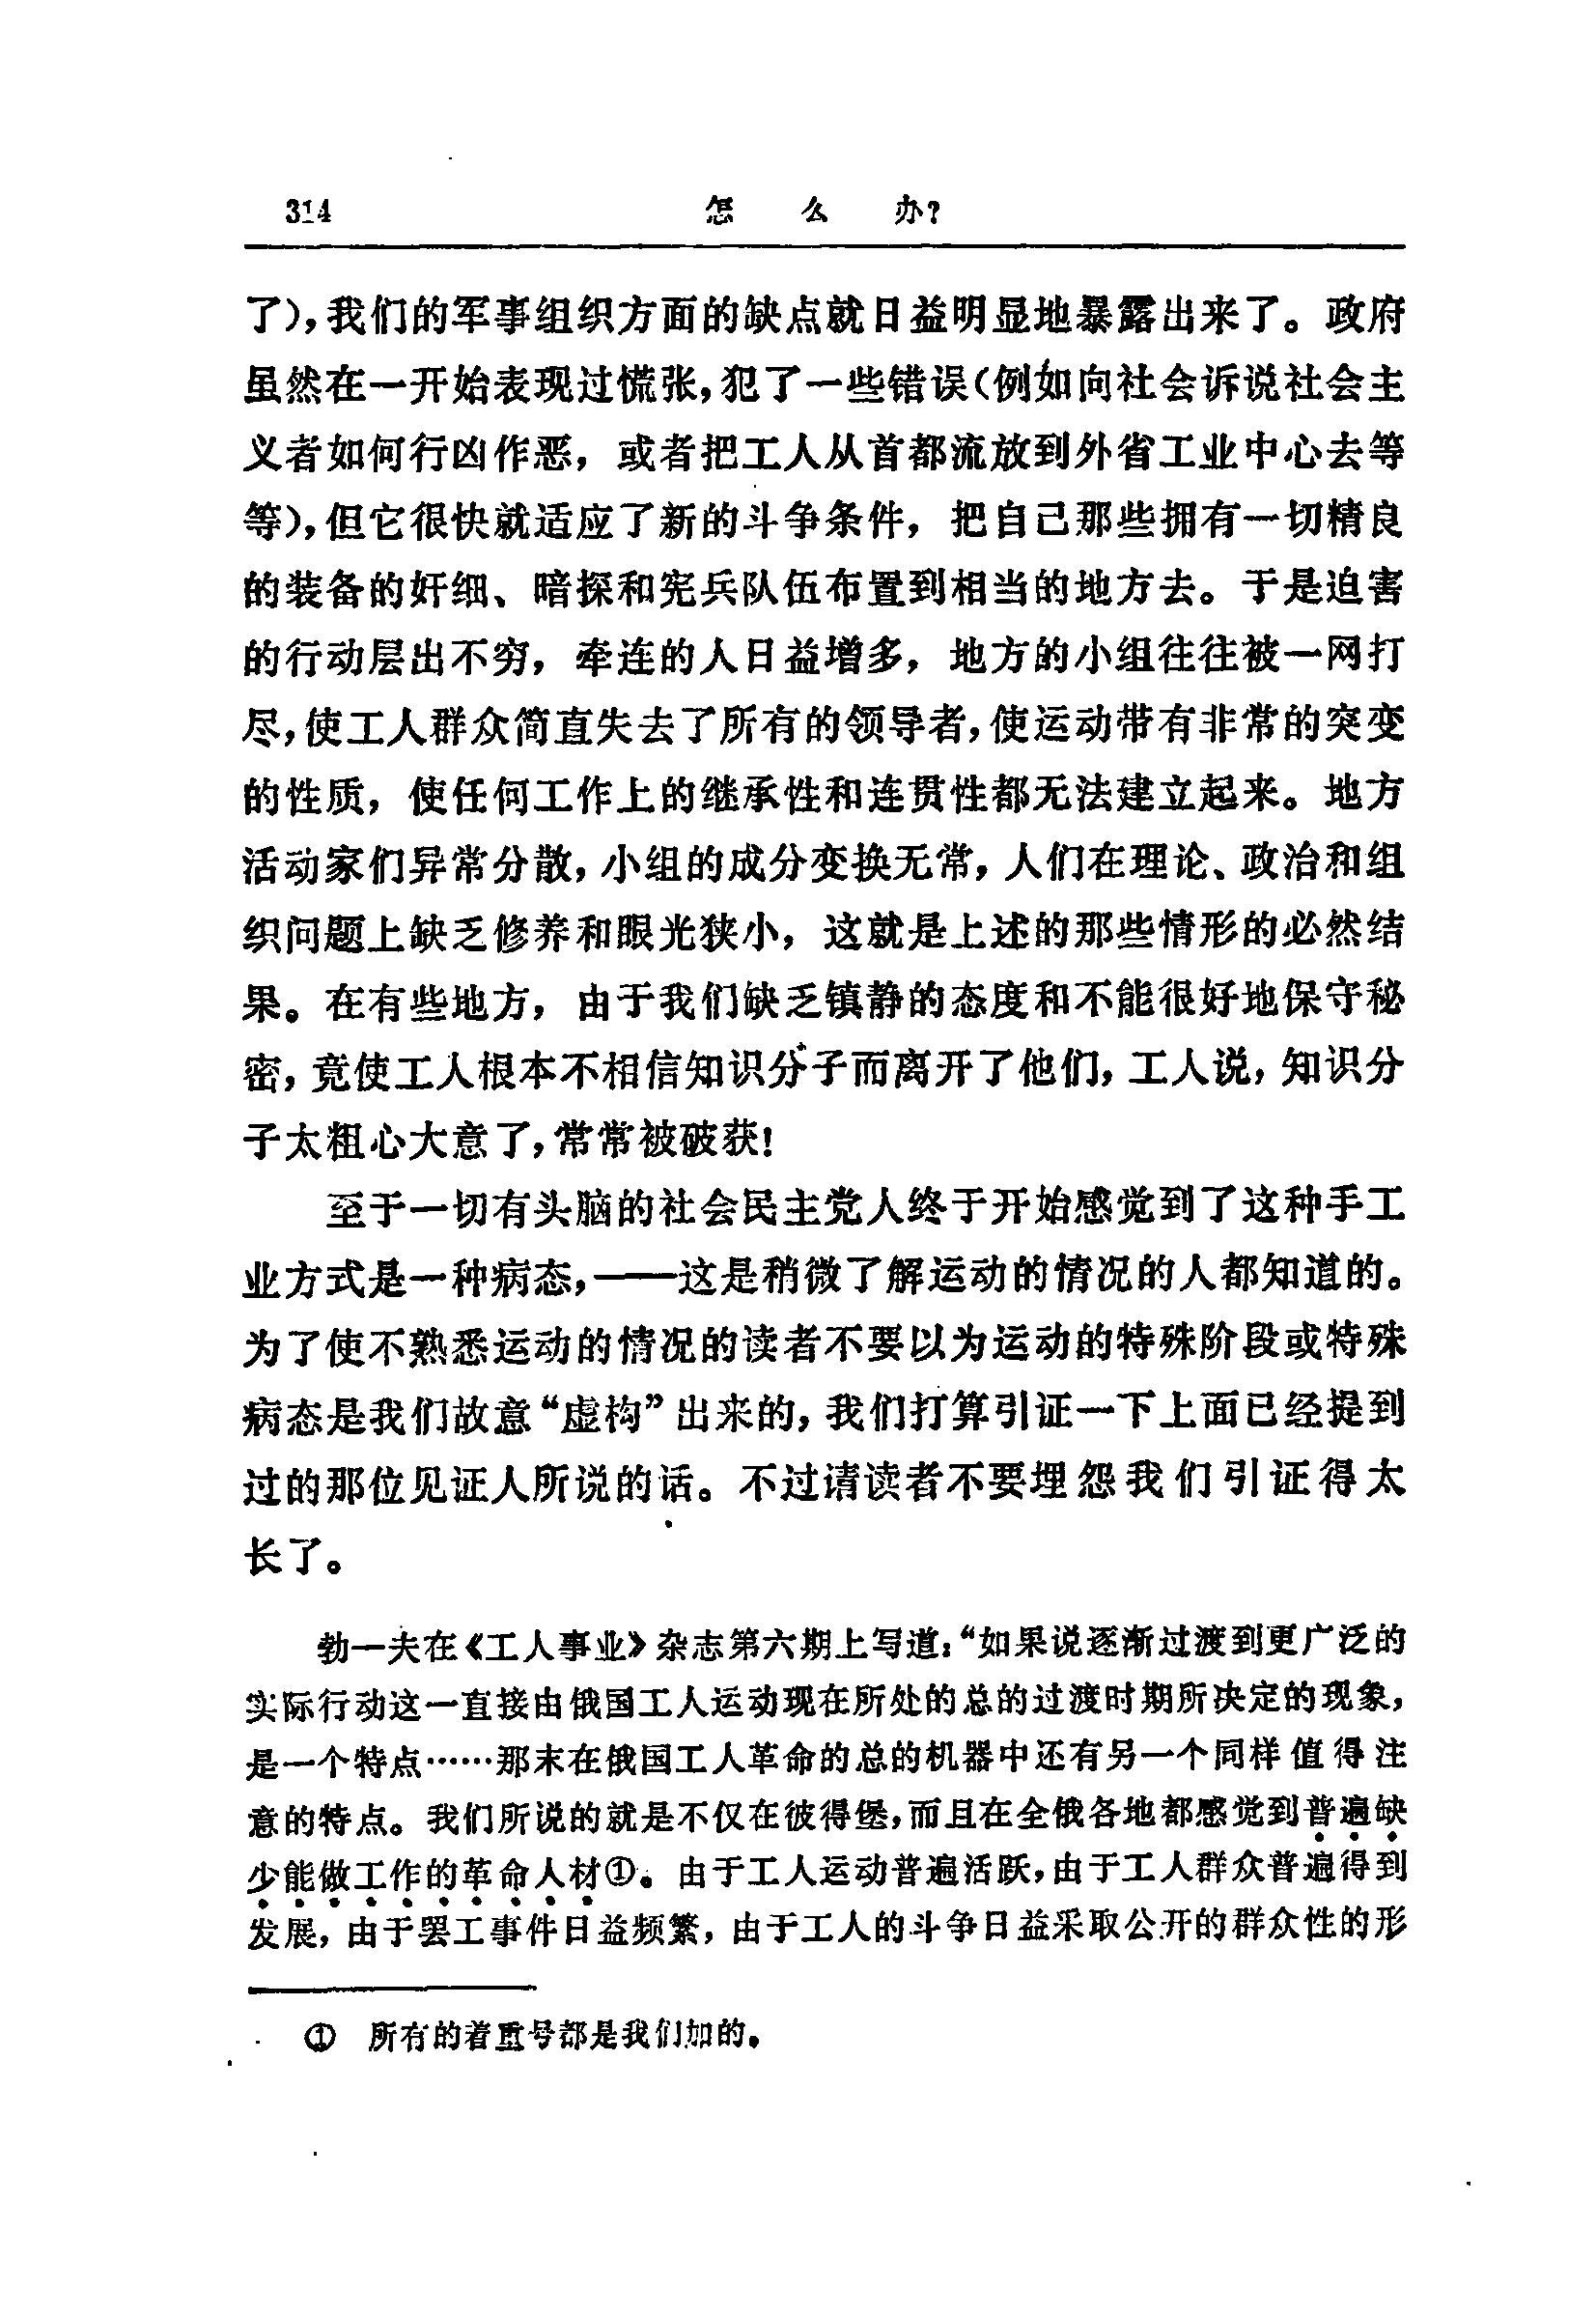 314 怎么办？
了），我们的军事组织方面的缺点就日益明显地暴露出来了。政府
虽然在一开始表现过慌张，犯了一些错误（例如向社会诉说社会主
义者如何行凶作恶，或者把工人从首都流放到外省工业中心去等
等），但它很快就适应了新的斗争条件，把自己那些拥有一切精良
的装备的奸细、暗探和宪兵队伍布置到相当的地方去。于是迫害
的行动层出不穷，牵连的人日益增多，地方的小组往往被一网打
尽，使工人群众简直失去了所有的领导者，使运动带有非常的突变
的性质，使任何工作上的继承性和连贯性都无法建立起来。地方
活动家们异常分散，小组的成分变换无常，人们在理论、政治和组
织问题上缺乏修养和眼光狭小，这就是上述的那些情形的必然结
果。在有些地方，由于我们缺乏镇静的态度和不能很好地保守秘
密，竟使工人根本不相信知识分子而离开了他们，工人说，知识分
子太粗心大意了，常常被破获！
至于一切有头脑的社会民主党人终于开始感觉到了这种手工
业方式是一种病态，——这是稍微了解运动的情况的人都知道的。
为了使不熟悉运动的情况的读者不要以为运动的特殊阶段或特殊
病态是我们故意“虚构”出来的，我们打算引证一下上面已经提到
过的那位见证人所说的话。不过请读者不要埋怨我们引证得太
长了。
勃—夫在《工人事业》杂志第六期上写道：“如果说逐渐过渡到更广泛的
实际行动这一直接由俄国工人运动现在所处的总的过渡时期所决定的现象，
是一个特点……那末在俄国工人革命的总的机器中还有另一个同样值得注
意的特点。我们所说的就是不仅在彼得堡，而且在全俄各地都感觉到普遍缺
少能做工作的革命人材①。由于工人运动普遍活跃，由于工人群众普遍得到
发展，由于罢工事件日益频繁，由于工人的斗争日益采取公开的群众性的形
① 所有的着重号都是我们加的。